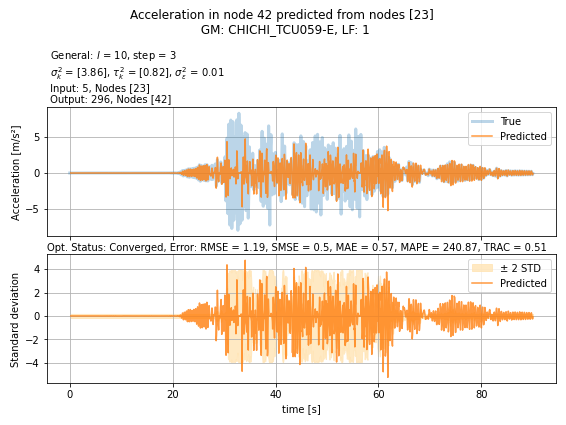 Acceleration in node 42 predicted from nodes [23]
GM: CHICHI_TCU059-E, LF: 1
General: l = 10, step = 3
σ²ₖ = [3.86], τ²ₖ = [0.82], σ²ε = 0.01
Input: 5, Nodes [23]
Output: 296, Nodes [42]
Acceleration [m/s²]
5
0
−5
True
Predicted
Opt. Status: Converged, Error: RMSE = 1.19, SMSE = 0.5, MAE = 0.57, MAPE = 240.87, TRAC = 0.51
Standard deviation
4
2
0
−2
−4
± 2 STD
Predicted
0 20 40 60 80
time [s]